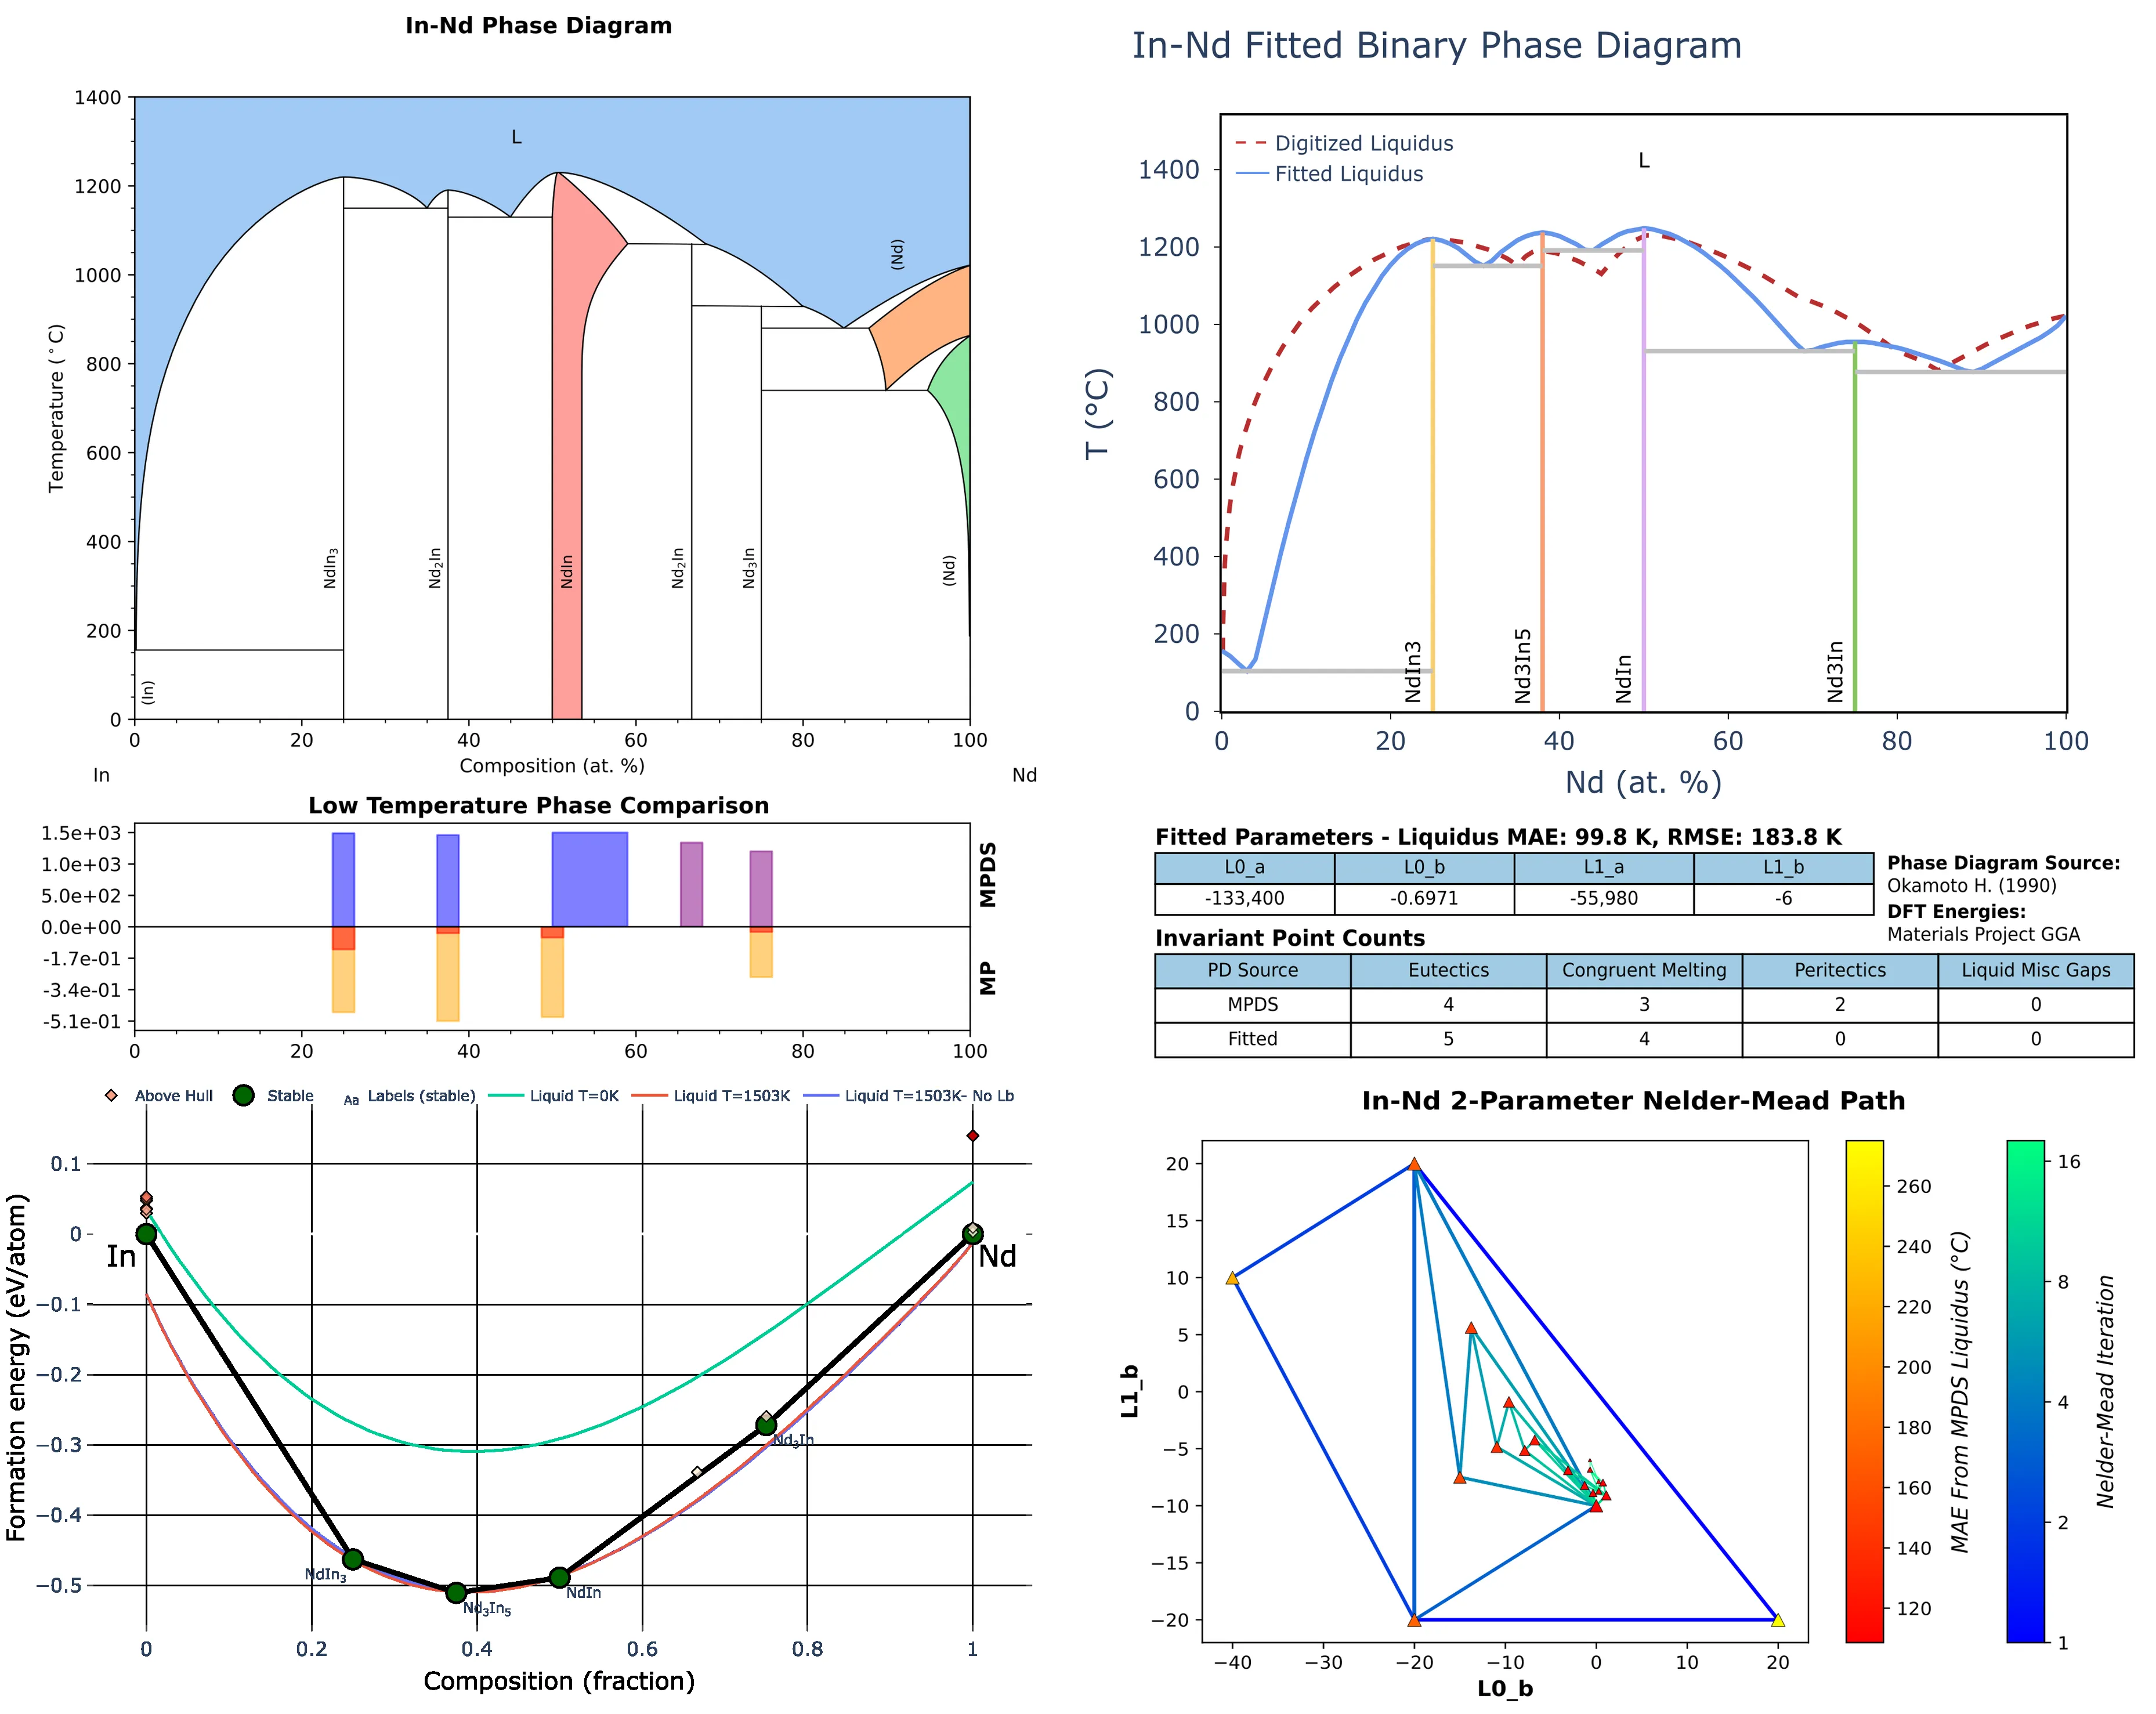 In-Nd Phase Diagram
1400
1200
1000
800
600
400
200
0
Temperature (°C)
L
(Nd)
NdIn3
Nd2In
NdIn
Nd2In
Nd3In
(Nd)
(In)
0 20 40 60 80 100
Composition (at. %)
In Nd
In-Nd Fitted Binary Phase Diagram
Digitized Liquidus
Fitted Liquidus
L
1400
1200
1000
800
600
400
200
0
T (°C)
NdIn3
Nd3In5
NdIn
Nd3In
0 20 40 60 80 100
Nd (at. %)
Low Temperature Phase Comparison
1.5e+03
1.0e+03
5.0e+02
0.0e+00
-1.7e-01
-3.4e-01
-5.1e-01
MPDS
MP
0 20 40 60 80 100
Fitted Parameters - Liquidus MAE: 99.8 K, RMSE: 183.8 K
L0_a L0_b L1_a L1_b
-133,400 -0.6971 -55,980 -6
Phase Diagram Source:
Okamoto H. (1990)
DFT Energies:
Materials Project GGA
Invariant Point Counts
PD Source Eutectics Congruent Melting Peritectics Liquid Misc Gaps
MPDS 4 3 2 0
Fitted 5 4 0 0
Above Hull Stable Aa Labels (stable) Liquid T=0K Liquid T=1503K Liquid T=1503K- No Lb
0.1
0
−0.1
−0.2
−0.3
−0.4
−0.5
Formation energy (eV/atom)
In
Nd
Nd3In
NdIn3
NdIn
Nd3In5
0 0.2 0.4 0.6 0.8 1
Composition (fraction)
In-Nd 2-Parameter Nelder-Mead Path
20
15
10
5
0
−5
−10
−15
−20
L1_b
−40 −30 −20 −10 0 10 20
L0_b
260
240
220
200
180
160
140
120
MAE From MPDS Liquidus (°C)
16
8
4
2
1
Nelder-Mead Iteration